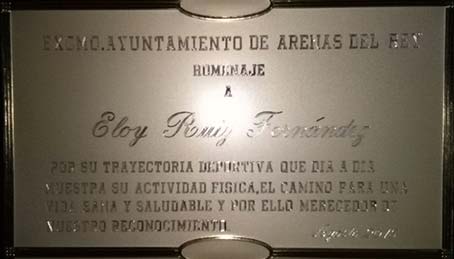 EXCMO. AYUNTAMIENTO DE ARENAS DEL REY
HOMENAJE
A
Eloy Ruiz Fernández
POR SU TRAYECTORIA DEPORTIVA QUE DIA A DIA
MUESTRA SU ACTIVIDAD FISICA, EL CAMINO PARA UNA
VIDA SANA Y SALUDABLE Y POR ELLO MERECEDOR DE
NUESTRO RECONOCIMIENTO.
Agosto